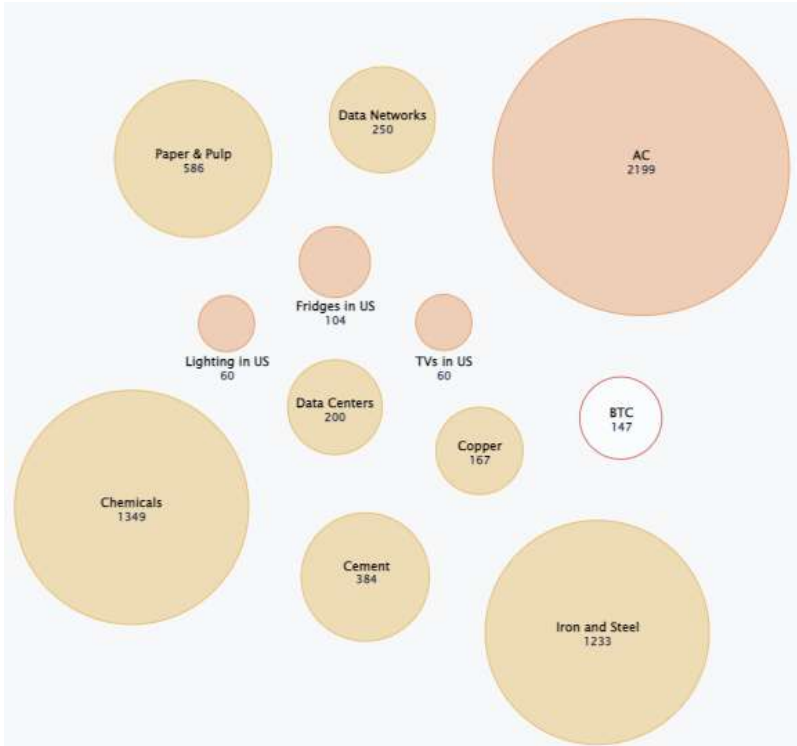 Data Networks
250
Paper & Pulp
586
AC
2199
Fridges in US
104
Lighting in US
60
TVs in US
60
Data Centers
200
BTC
147
Copper
167
Chemicals
1349
Cement
384
Iron and Steel
1233